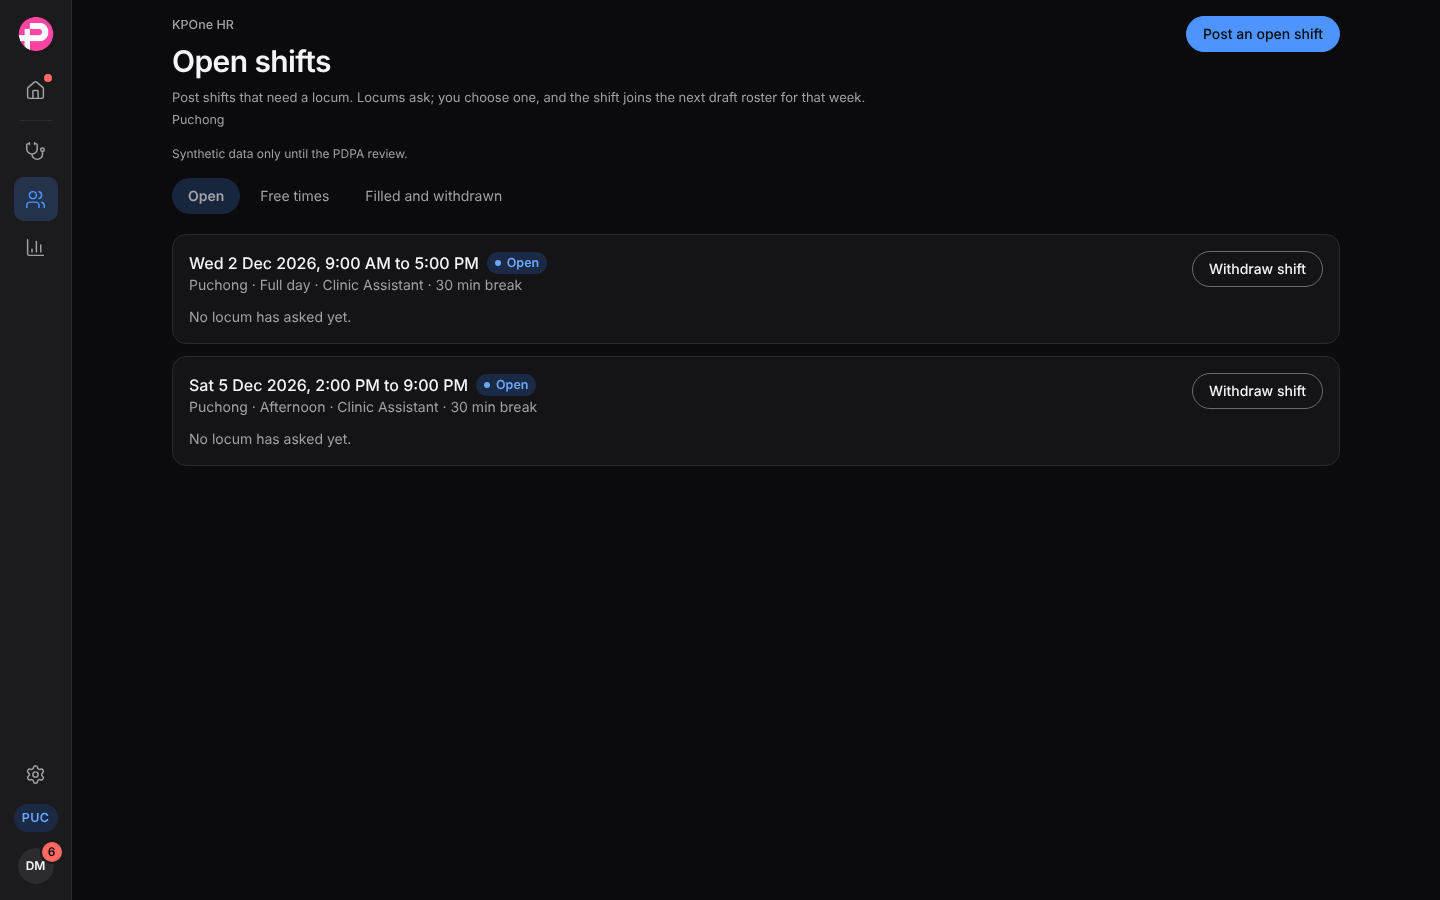 KPOne HR
Open shifts
Post an open shift
Post shifts that need a locum. Locums ask; you choose one, and the shift joins the next draft roster for that week.
Puchong
Synthetic data only until the PDPA review.
Open
Free times
Filled and withdrawn
Wed 2 Dec 2026, 9:00 AM to 5:00 PM
Open
Withdraw shift
Puchong · Full day · Clinic Assistant · 30 min break
No locum has asked yet.
Sat 5 Dec 2026, 2:00 PM to 9:00 PM
Open
Withdraw shift
Puchong · Afternoon · Clinic Assistant · 30 min break
No locum has asked yet.
PUC
6
DM